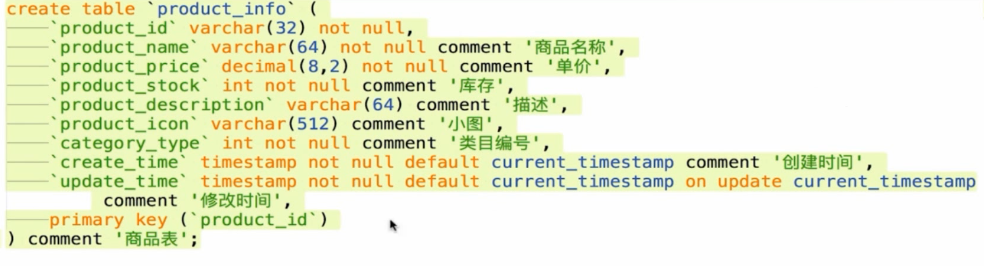 create table `product_info` (
`product_id` varchar(32) not null,
`product_name` varchar(64) not null comment '商品名称',
`product_price` decimal(8,2) not null comment '单价',
`product_stock` int not null comment '库存',
`product_description` varchar(64) comment '描述',
`product_icon` varchar(512) comment '小图',
`category_type` int not null comment '类目编号',
`create_time` timestamp not null default current_timestamp comment '创建时间',
`update_time` timestamp not null default current_timestamp on update current_timestamp
comment '修改时间',
primary key (`product_id`)
) comment '商品表';